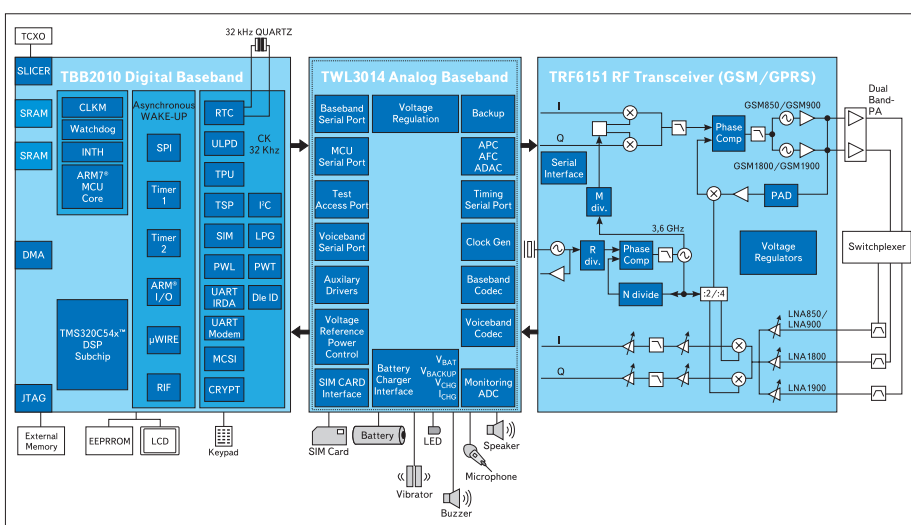 TCXO
32 kHz QUARTZ
SLICER
TBB2010 Digital Baseband
TWL3014 Analog Baseband
TRF6151 RF Transceiver (GSM/GPRS)
Dual
Band-
PA
SRAM
SRAM
DMA
JTAG
CLKM
Watchdog
INTH
ARM7®
MCU
Core
TMS320C54x™
DSP
Subchip
Asynchronous
WAKE-UP
SPI
Timer
1
Timer
2
ARM®
I/O
µWIRE
RIF
RTC
CK
32 Khz
ULPD
TPU
TSP
I²C
SIM
LPG
PWL
PWT
UART
IRDA
Dle ID
UART
Modem
MCSI
CRYPT
External
Memory
EEPRROM
LCD
Keypad
Baseband
Serial Port
Voltage
Regulation
Backup
MCU
Serial Port
APC
AFC
ADAC
Test
Access Port
Timing
Serial Port
Voiceband
Serial Port
Clock Gen
Auxilary
Drivers
Baseband
Codec
Voltage
Reference
Power
Control
Voiceband
Codec
SIM CARD
Interface
Battery
Charger
Interface
VBAT
VBACKUP
VCHG
ICHG
Monitoring
ADC
SIM Card
Battery
LED
Speaker
Vibrator
Microphone
Buzzer
I
Q
Serial
Interface
Phase
Comp
GSM850/GSM900
GSM1800/GSM1900
M
div.
PAD
3,6 GHz
R
div.
Phase
Comp
Voltage
Regulators
Switchplexer
N divide
:2/:4
I
Q
LNA850/
LNA900
LNA1800
LNA1900